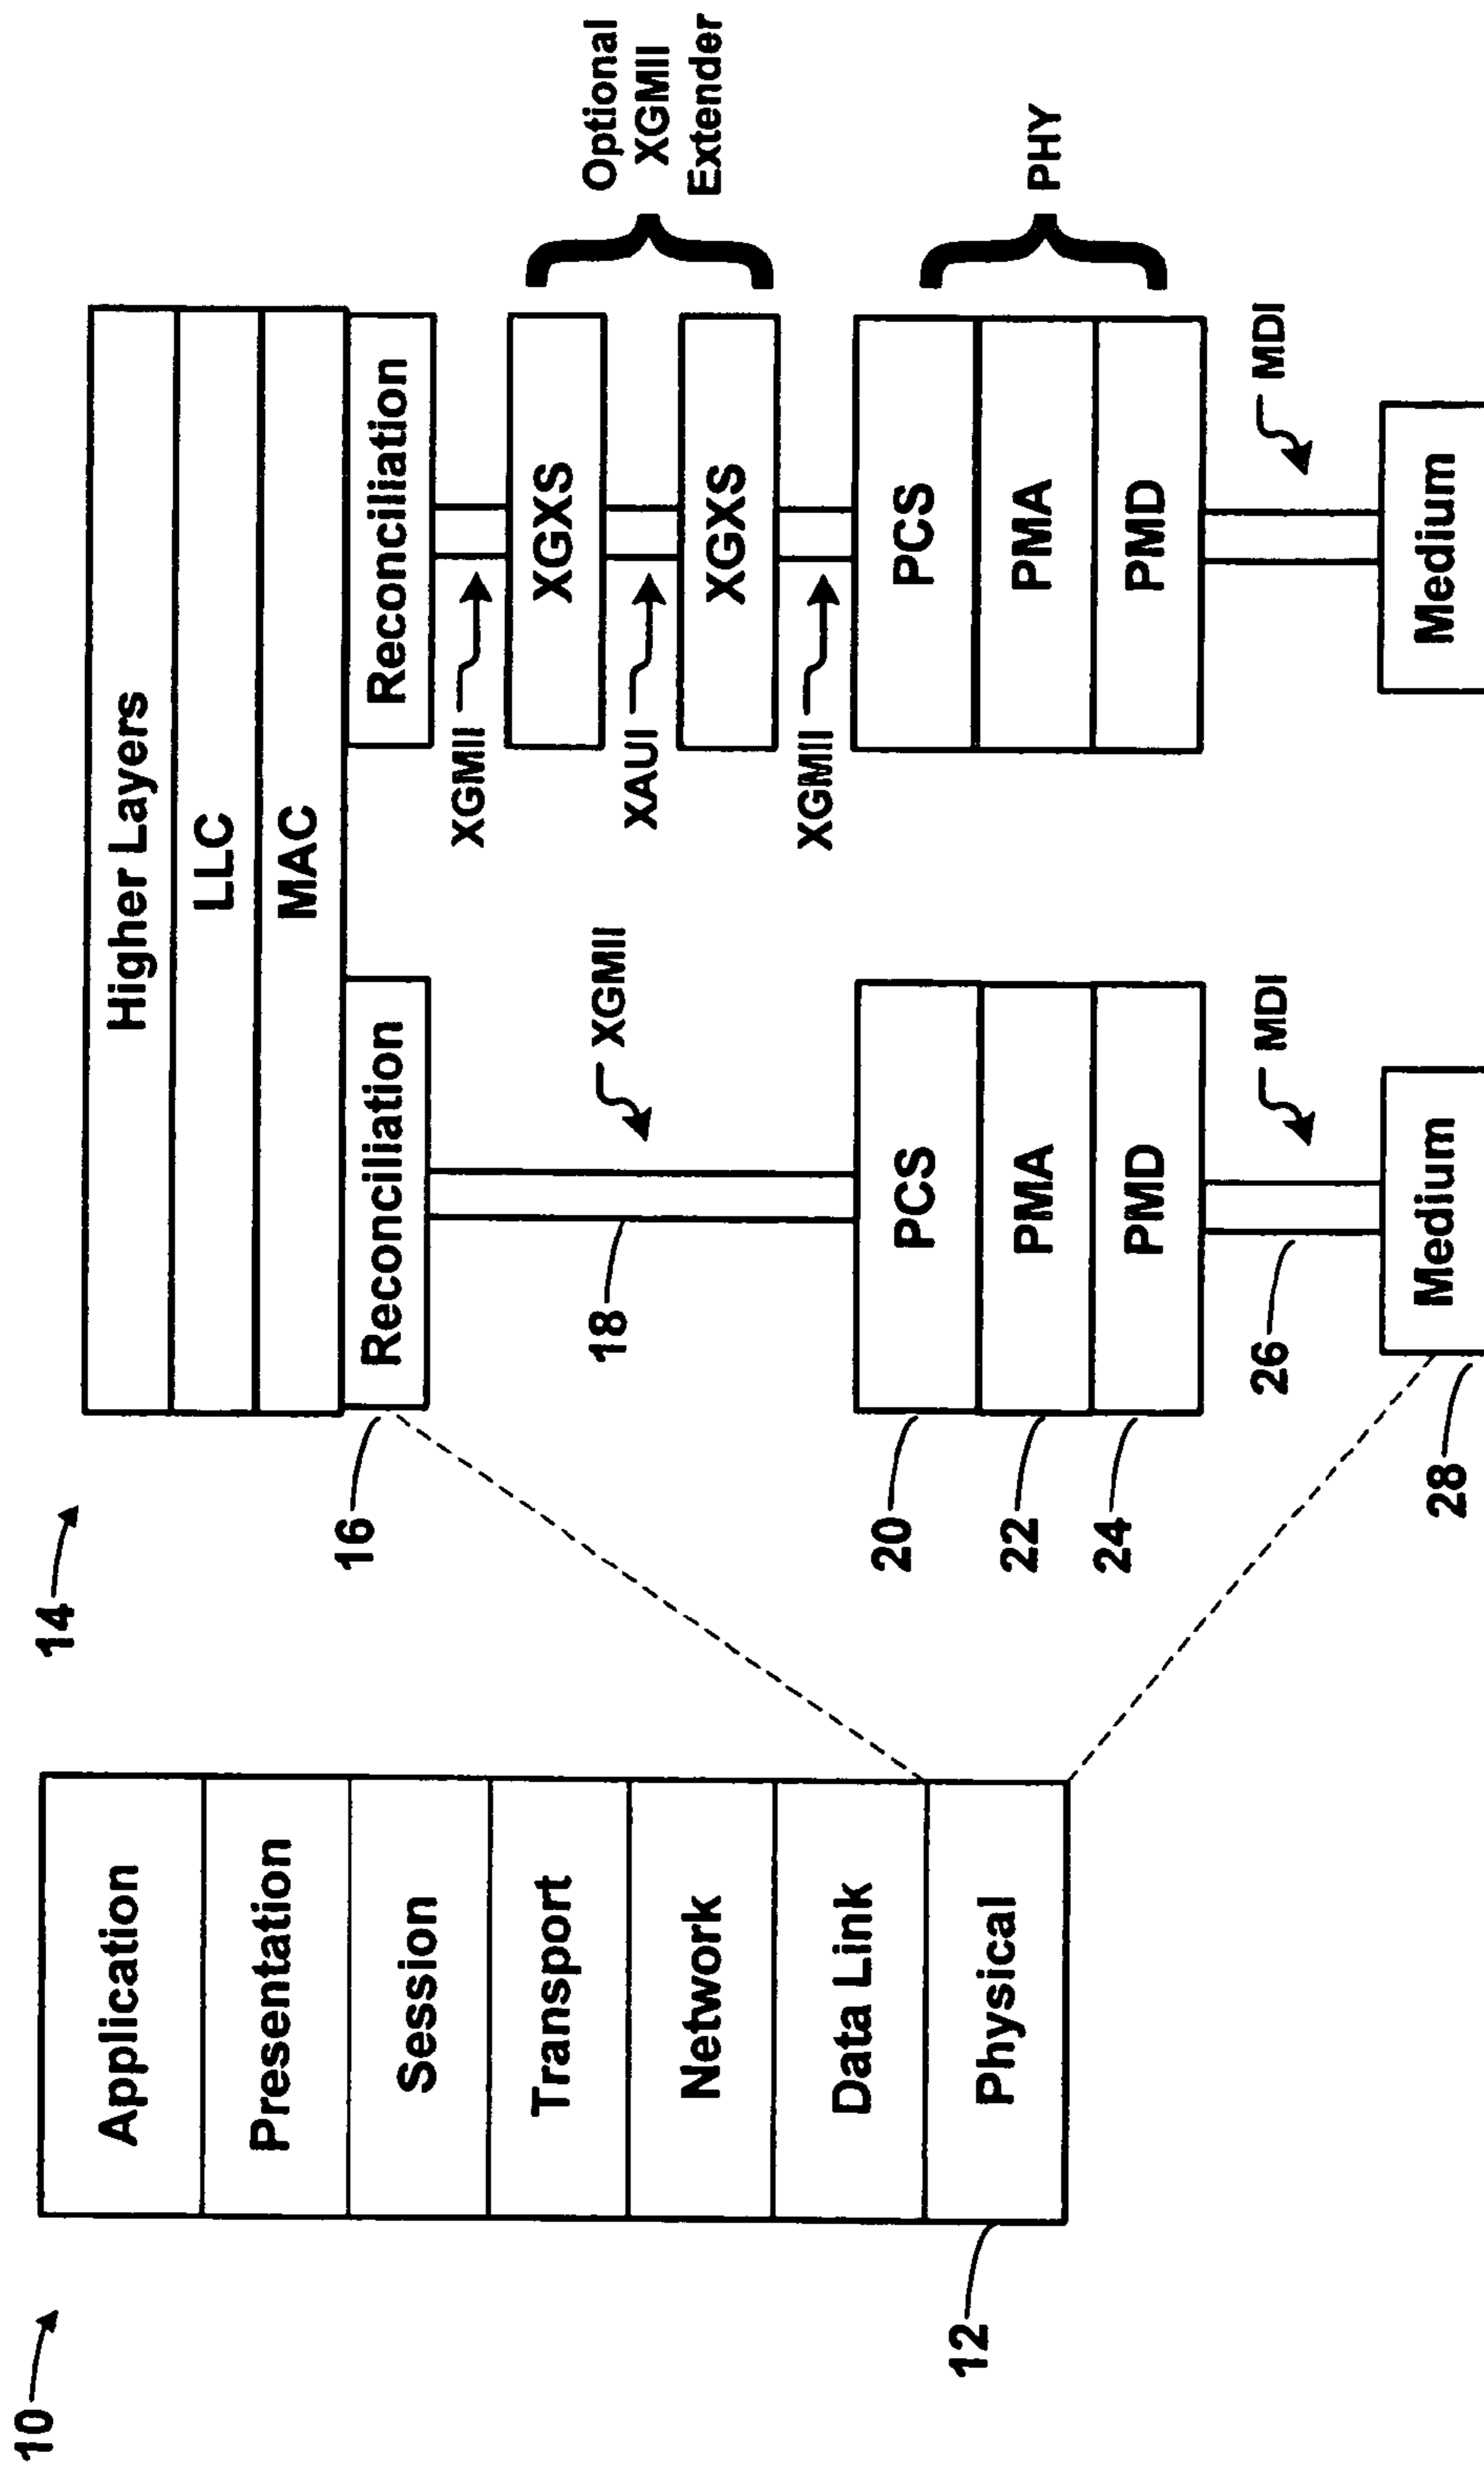 10
Application
Presentation
Session
Transport
Network
Data Link
Physical
12
14
Higher Layers
LLC
MAC
Reconciliation
16
XGMII
18
PCS
PMA
PMD
20
22
24
MDI
26
Medium
28
Reconciliation
XGMII
XGXS
XAUI
XGXS
XGMII
Optional
XGMII
Extender
PCS
PMA
PMD
PHY
MDI
Medium